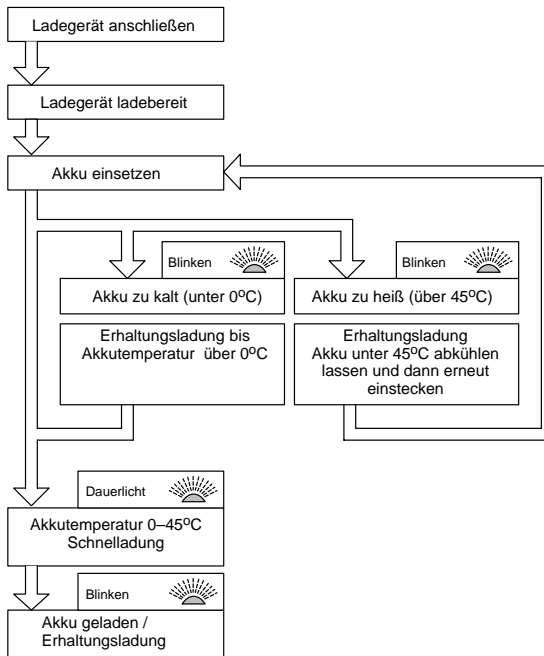 Ladegerät anschließen
Ladegerät ladebereit
Akku einsetzen
Blinken
Akku zu kalt (unter 0ºC)
Erhaltungsladung bis
Akkutemperatur über 0ºC
Blinken
Akku zu heiß (über 45ºC)
Erhaltungsladung
Akku unter 45ºC abkühlen
lassen und dann erneut
einstecken
Dauerlicht
Akkutemperatur 0–45ºC
Schnelladung
Blinken
Akku geladen /
Erhaltungsladung